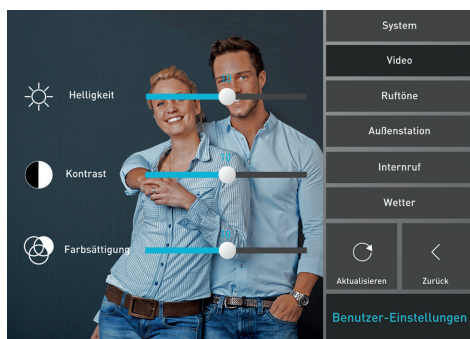 Helligkeit
Kontrast
Farbsättigung
System
Video
Ruftöne
Außenstation
Internruf
Wetter
Aktualisieren
Zurück
Benutzer-Einstellungen